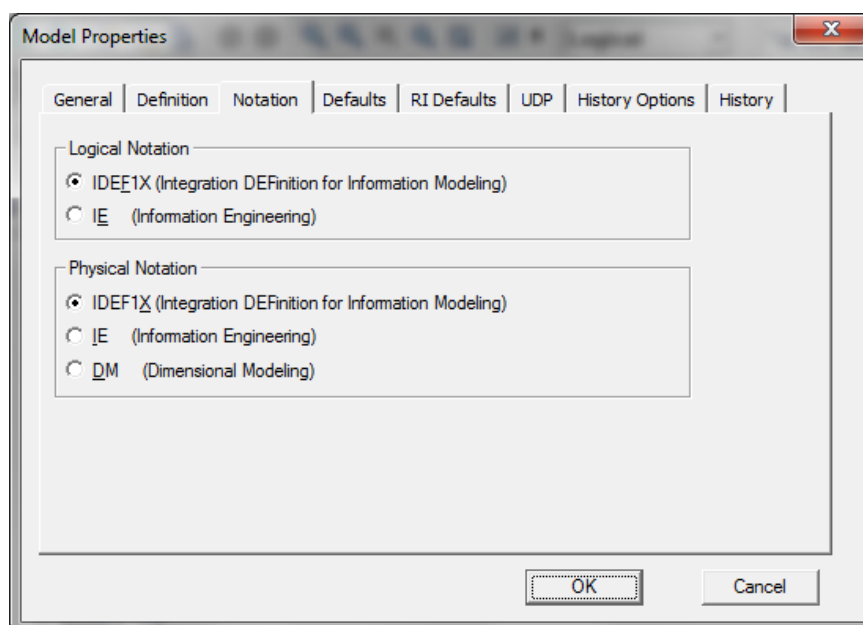 Model Properties
Logical
General Definition Notation Defaults RI Defaults UDP History Options History
Logical Notation
IDEF1X (Integration DEFinition for Information Modeling)
IE (Information Engineering)
Physical Notation
IDEF1X (Integration DEFinition for Information Modeling)
IE (Information Engineering)
DM (Dimensional Modeling)
OK Cancel